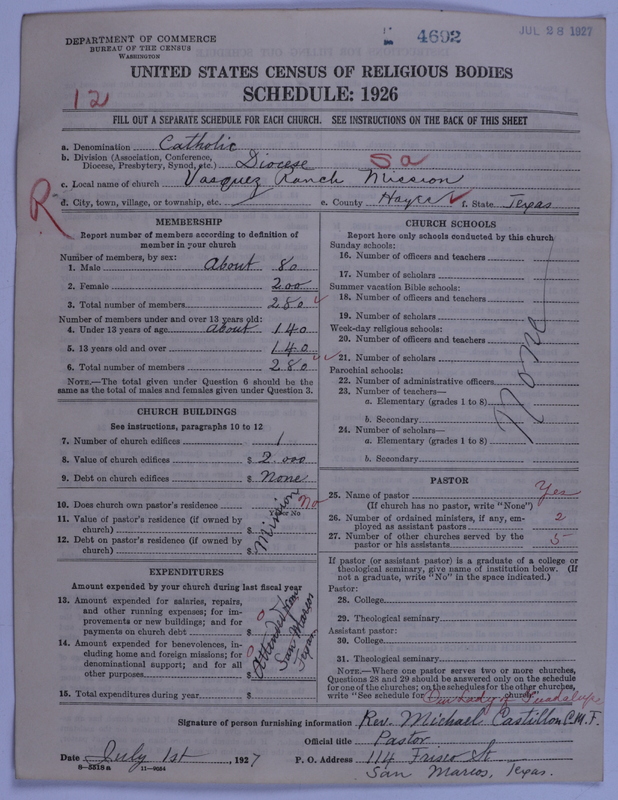 DEPARTMENT OF COMMERCE
BUREAU OF THE CENSUS
WASHINGTON
4692
JUL 28 1927
UNITED STATES CENSUS OF RELIGIOUS BODIES
SCHEDULE: 1926
12
FILL OUT A SEPARATE SCHEDULE FOR EACH CHURCH. SEE INSTRUCTIONS ON THE BACK OF THIS SHEET
a. Denomination Catholic
b. Division (Association, Conference, Diocese, Presbytery, Synod, etc.) Diocese Sa
c. Local name of church Vasquez Ranch Mission
R
d. City, town, village, or township, etc. e. County Hays f. State Texas
MEMBERSHIP
Report number of members according to definition of
member in your church
Number of members, by sex:
1. Male About 80
2. Female 200
3. Total number of members 280
Number of members under and over 13 years old:
4. Under 13 years of age about 140
5. 13 years old and over 140
6. Total number of members 280
NOTE.—The total given under Question 6 should be
same as the total of males and females given under Question 3.
CHURCH BUILDINGS
See instructions, paragraphs 10 to 12
7. Number of church edifices 1
8. Value of church edifices $ 2.000
9. Debt on church edifices $ None
10. Does church own pastor's residence No
Yes or No
11. Value of pastor's residence (if owned by
church) $
12. Debt on pastor's residence (if owned by
church) $
Mission
EXPENDITURES
Amount expended by your church during last fiscal year
13. Amount expended for salaries, repairs,
and other running expenses; for im-
provements or new buildings; and for
payments on church debt $ 0
14. Amount expended for benevolences, in-
cluding home and foreign missions; for
denominational support; and for all
other purposes $ 0
15. Total expenditures during year $
Attended from
San Marcos
Texas
CHURCH SCHOOLS
Report here only schools conducted by this church
Sunday schools:
16. Number of officers and teachers
17. Number of scholars
Summer vacation Bible schools:
18. Number of officers and teachers
19. Number of scholars
Week-day religious schools:
20. Number of officers and teachers
21. Number of scholars
Parochial schools:
22. Number of administrative officers
23. Number of teachers—
a. Elementary (grades 1 to 8)
b. Secondary
24. Number of scholars—
a. Elementary (grades 1 to 8)
b. Secondary
None
PASTOR
25. Name of pastor Yes
(If church has no pastor, write "None")
26. Number of ordained ministers, if any, em-
ployed as assistant pastors 2
27. Number of other churches served by the
pastor or his assistants 5
If pastor (or assistant pastor) is a graduate of a college or
theological seminary, give name of institution below. (If
not a graduate, write "No" in the space indicated.)
Pastor:
28. College
29. Theological seminary
Assistant pastor:
30. College
31. Theological seminary
NOTE.—Where one pastor serves two or more churches,
Questions 28 and 29 should be answered only on the schedule
for one of the churches; on the schedules for the other churches,
write "See schedule for Our Lady of Guadalupe church."
Signature of person furnishing information Rev. Michael Castillon C.M.F.
Official title Pastor
Date July 1st, 1927 P. O. Address 114 Frisco St
San Marcos, Texas.
8—5518 a 11—9054